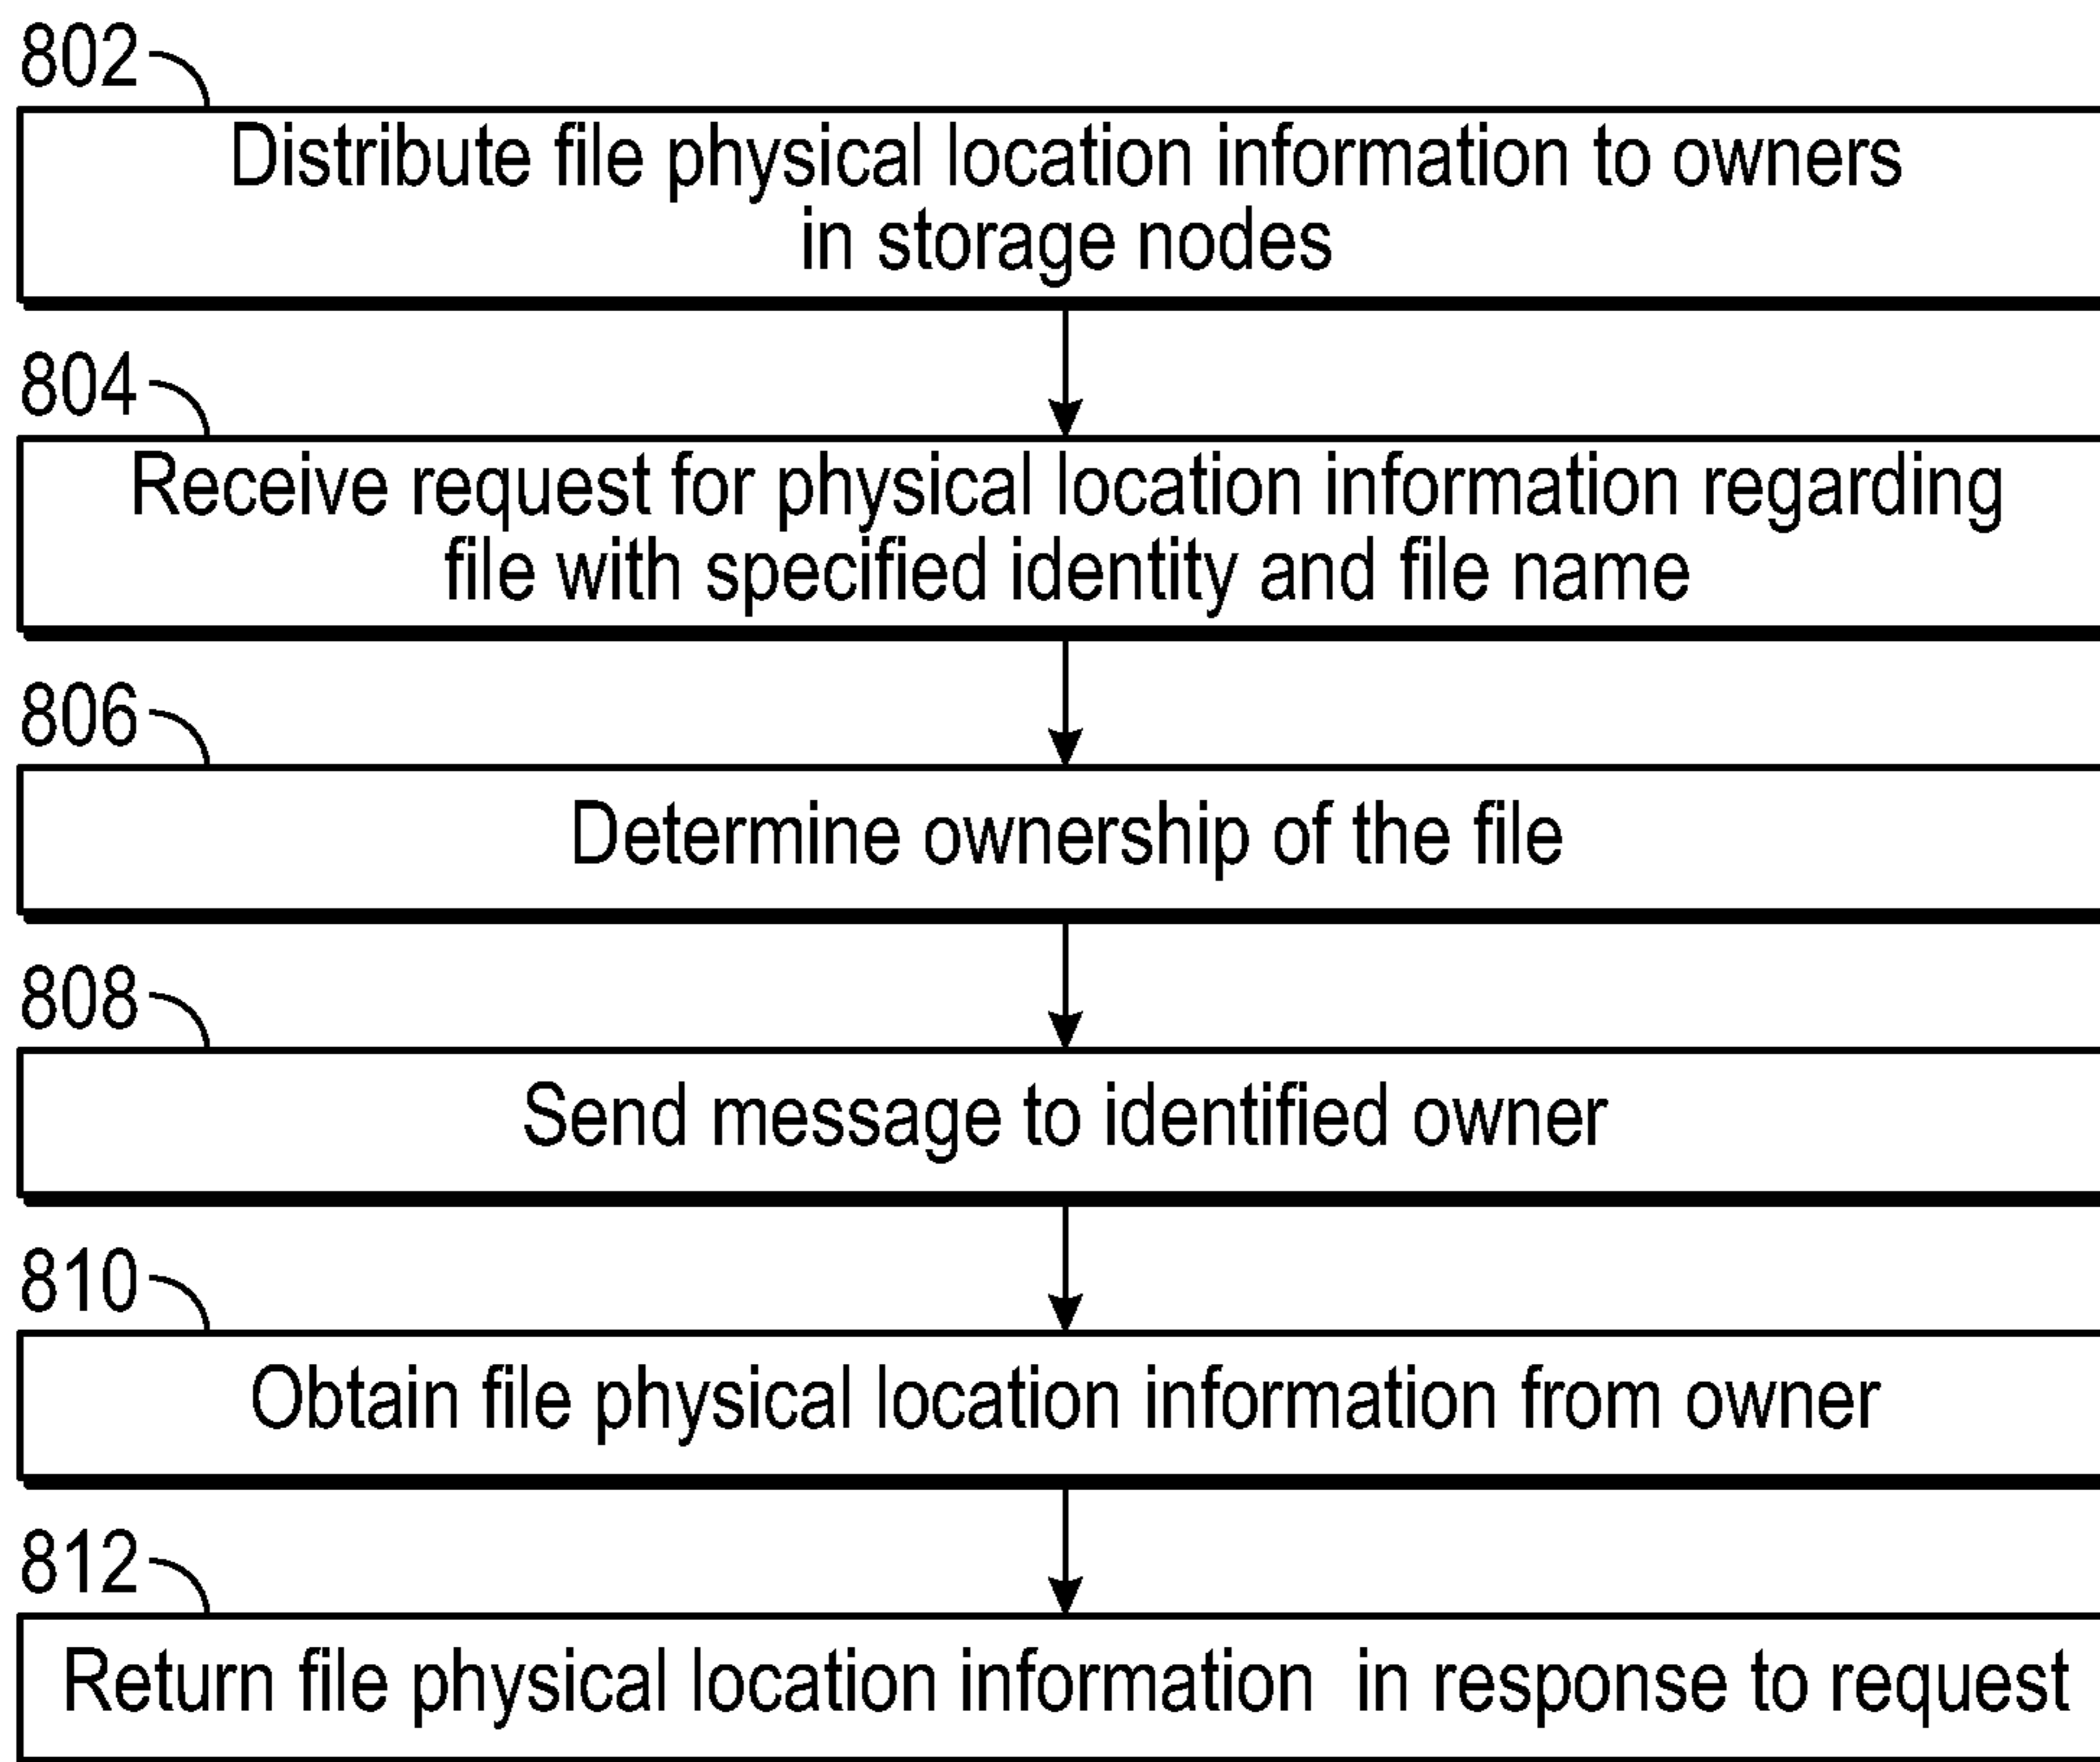 802
Distribute file physical location information to owners
in storage nodes
804
Receive request for physical location information regarding
file with specified identity and file name
806
Determine ownership of the file
808
Send message to identified owner
810
Obtain file physical location information from owner
812
Return file physical location information in response to request